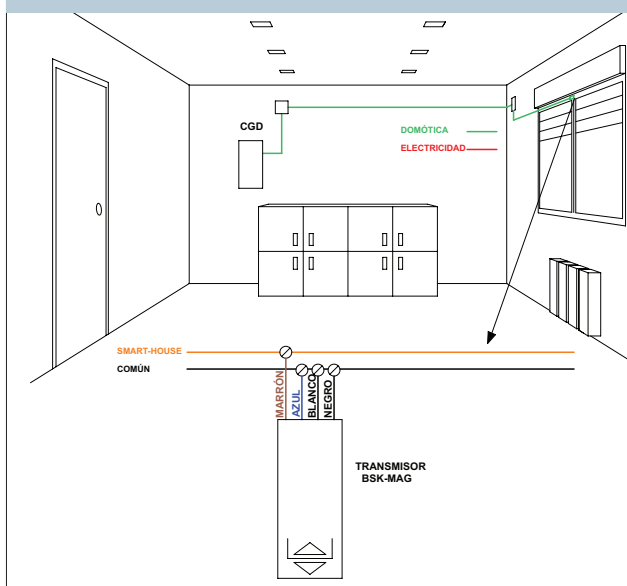 CGD
DOMÓTICA
ELECTRICIDAD
SMART-HOUSE
COMÚN
MARRÓN
AZUL
BLANCO
NEGRO
TRANSMISOR
BSK-MAG